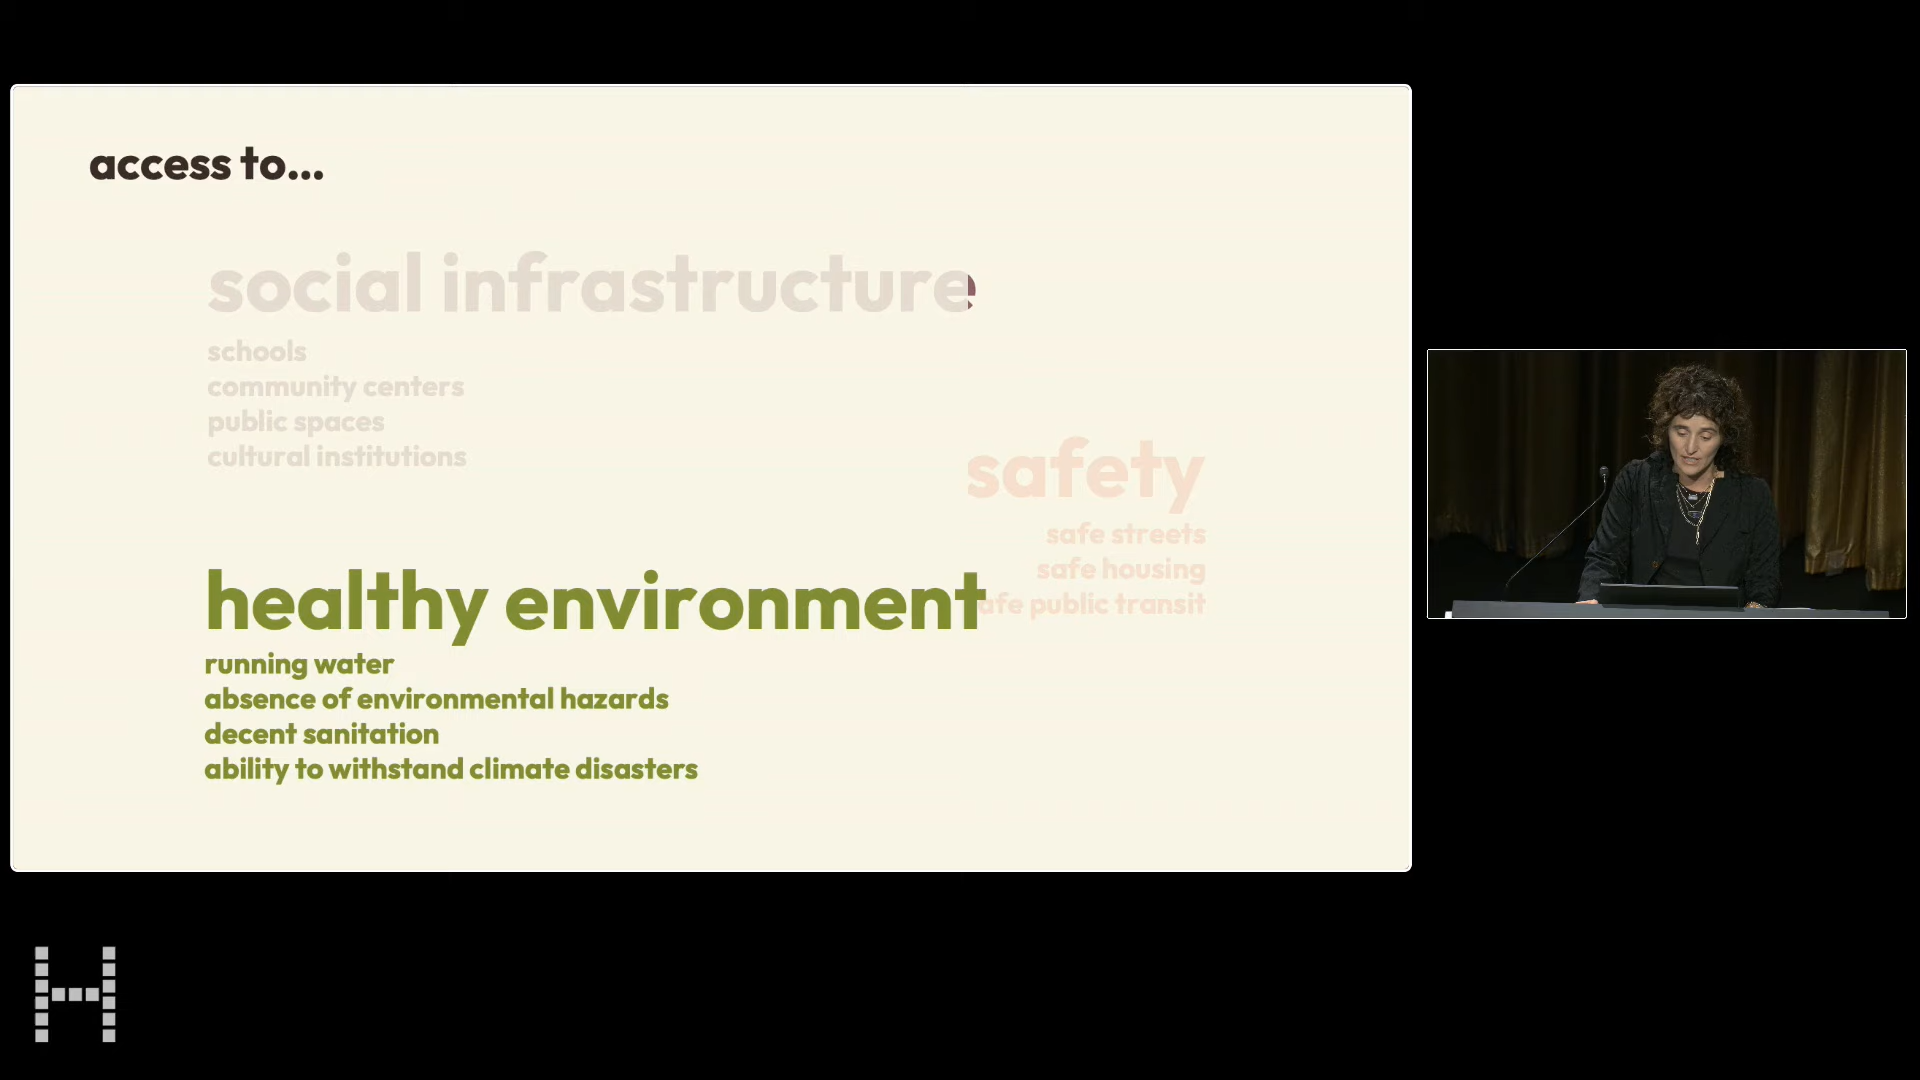 access to...
social infrastructure
schools
community centers
public spaces
cultural institutions
safety
safe streets
safe housing
afe public transit
healthy environment
running water
absence of environmental hazards
decent sanitation
ability to withstand climate disasters
H